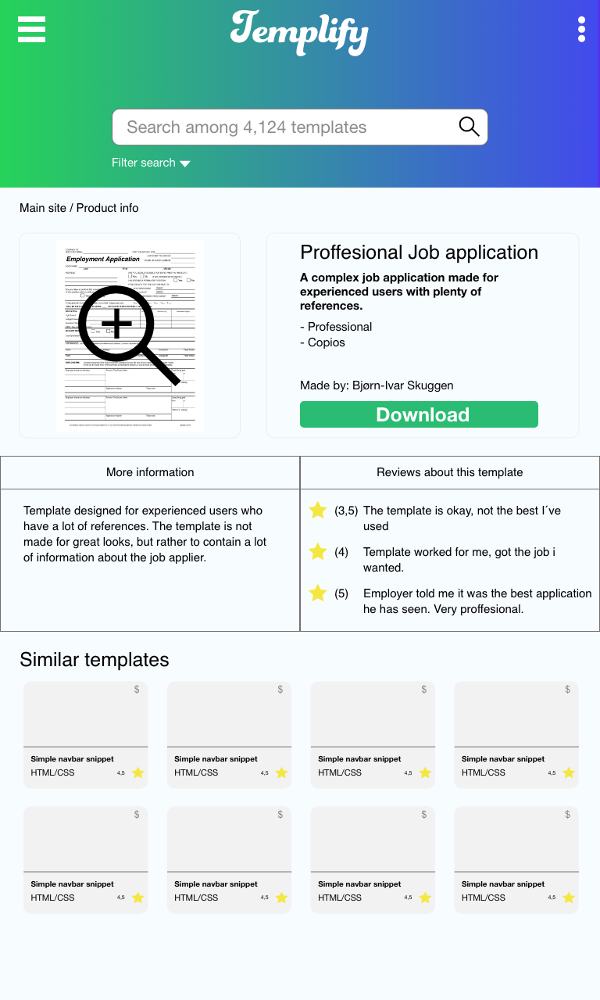 Templify
Search among 4,124 templates
Filter search
Main site / Product info
Employment Application
Proffesional Job application
A complex job application made for
experienced users with plenty of
references.
- Professional
- Copios
Made by: Bjørn-Ivar Skuggen
Download
More information
Template designed for experienced users who
have a lot of references. The template is not
made for great looks, but rather to contain a lot
of information about the job applier.
Reviews about this template
(3,5) The template is okay, not the best I´ve
used
(4) Template worked for me, got the job i
wanted.
(5) Employer told me it was the best application
he has seen. Very proffesional.
Similar templates
$ $ $ $
Simple navbar snippet Simple navbar snippet Simple navbar snippet Simple navbar snippet
HTML/CSS 4,5 HTML/CSS 4,5 HTML/CSS 4,5 HTML/CSS 4,5
$ $ $ $
Simple navbar snippet Simple navbar snippet Simple navbar snippet Simple navbar snippet
HTML/CSS 4,5 HTML/CSS 4,5 HTML/CSS 4,5 HTML/CSS 4,5